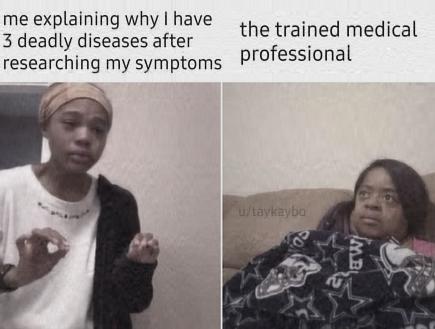 me explaining why I have
3 deadly diseases after
researching my symptoms
the trained medical
professional
u/taykaybo